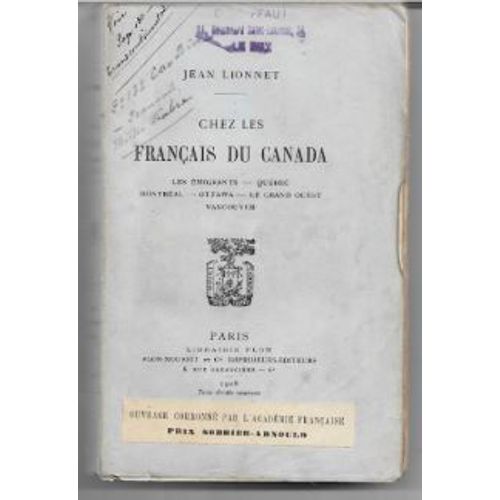 Voir
JEAN LIONNET
CHEZ LES
FRANÇAIS DU CANADA
LES ÉMIGRANTS — QUÉBEC
MONTRÉAL — OTTAWA — LE GRAND OUEST
VANCOUVER
PARIS
LIBRAIRIE PLON
PLON-NOURRIT et Cie, IMPRIMEURS-ÉDITEURS
8, RUE GARANCIÈRE — 6e
1908
Tous droits réservés
OUVRAGE COURONNÉ PAR L'ACADÉMIE FRANÇAISE
PRIX SOBRIER-ARNOULD